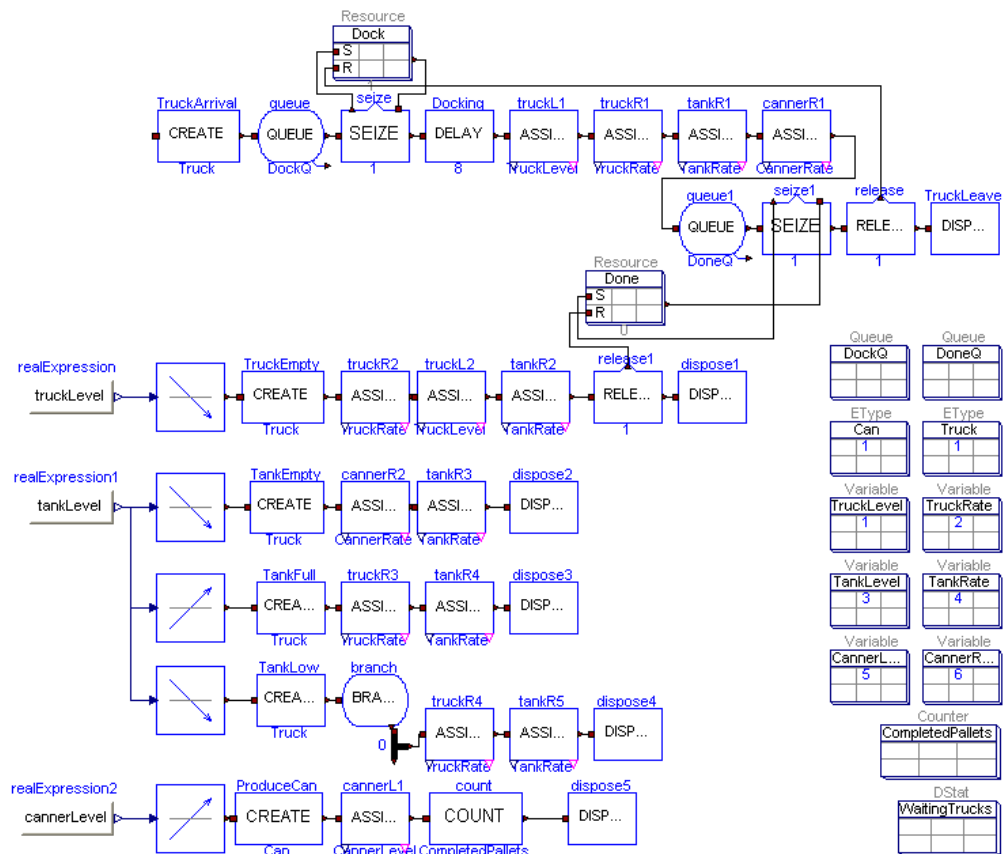 Resource
Dock
S
R
1
TruckArrival queue seize Docking truckL1 truckR1 tankR1 cannerR1
CREATE QUEUE SEIZE DELAY ASSI... ASSI... ASSI... ASSI...
Truck DockQ 1 8 TruckLevel TruckRate TankRate CannerRate
queue1 seize1 release TruckLeave
QUEUE SEIZE RELE... DISP...
DoneQ 1 1
Resource
Done
S
R
realExpression
truckLevel
TruckEmpty truckR2 truckL2 tankR2 release1 dispose1
CREATE ASSI... ASSI... ASSI... RELE... DISP...
Truck TruckRate TruckLevel TankRate 1
realExpression1
tankLevel
TankEmpty cannerR2 tankR3 dispose2
CREATE ASSI... ASSI... DISP...
Truck CannerRate TankRate
TankFull truckR3 tankR4 dispose3
CREA... ASSI... ASSI... DISP...
Truck TruckRate TankRate
TankLow branch
CREA... BRA...
Truck
0
truckR4 tankR5 dispose4
ASSI... ASSI... DISP...
TruckRate TankRate
realExpression2
cannerLevel
ProduceCan cannerL1 count dispose5
CREATE ASSI... COUNT DISP...
Can CannerLevel CompletedPallets
Queue Queue
DockQ DoneQ
EType EType
Can Truck
1 1
Variable Variable
TruckLevel TruckRate
1 2
Variable Variable
TankLevel TankRate
3 4
Variable Variable
CannerL... CannerR...
5 6
Counter
CompletedPallets
DStat
WaitingTrucks